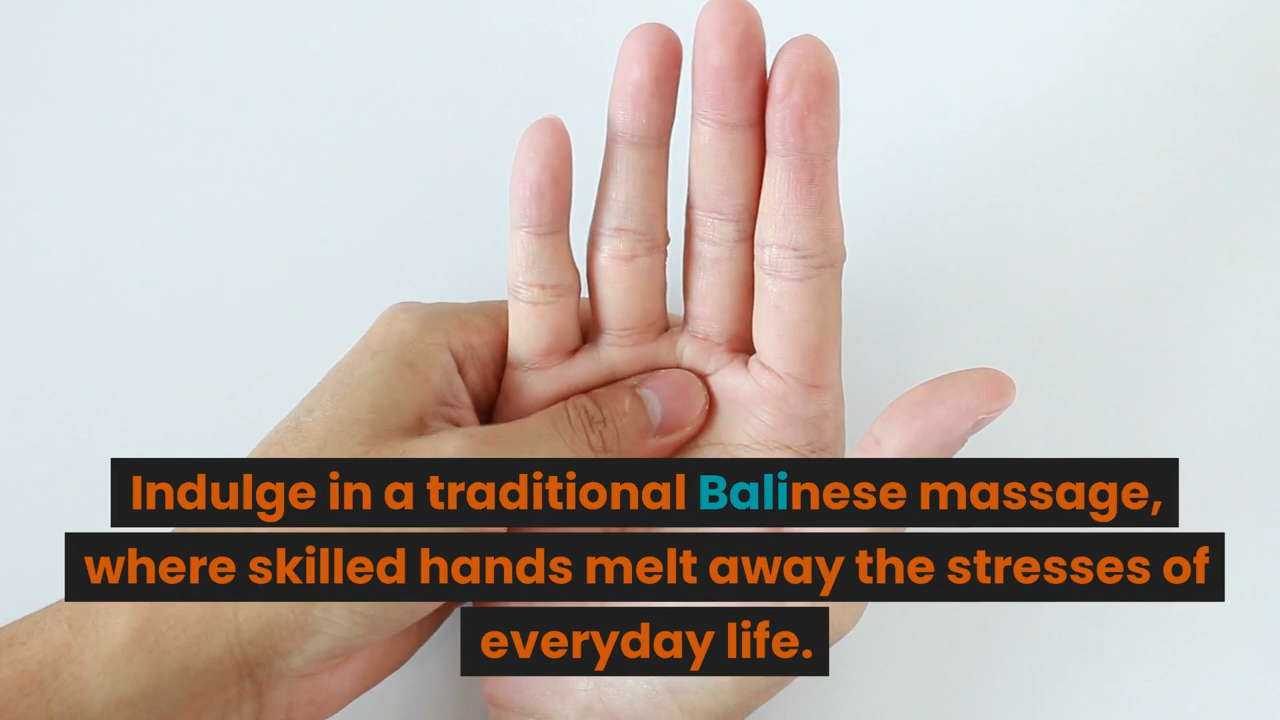 Indulge in a traditional Balinese massage,
where skilled hands melt away the stresses of
everyday life.